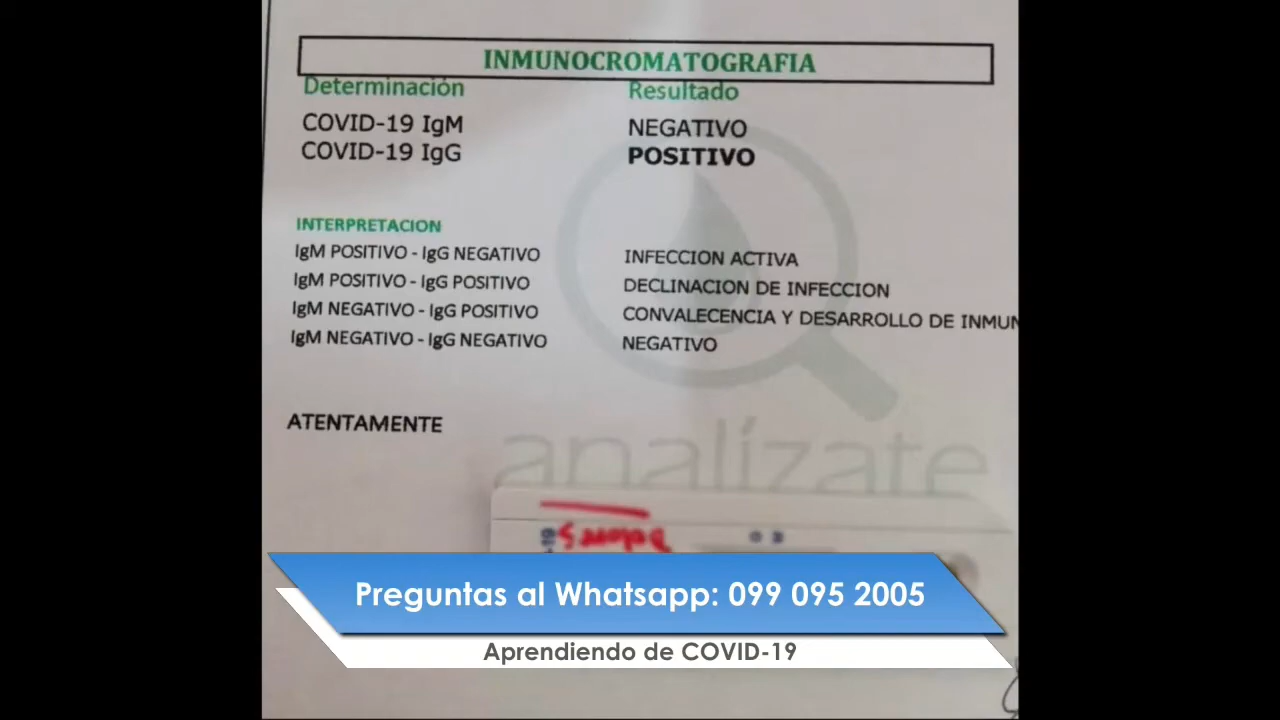 INMUNOCROMATOGRAFIA
Determinación Resultado
COVID-19 IgM NEGATIVO
COVID-19 IgG POSITIVO
INTERPRETACION
IgM POSITIVO - IgG NEGATIVO INFECCION ACTIVA
IgM POSITIVO - IgG POSITIVO DECLINACION DE INFECCION
IgM NEGATIVO - IgG POSITIVO CONVALECENCIA Y DESARROLLO DE INMUN
IgM NEGATIVO - IgG NEGATIVO NEGATIVO
ATENTAMENTE
analízate
Dolores
Preguntas al Whatsapp: 099 095 2005
Aprendiendo de COVID-19